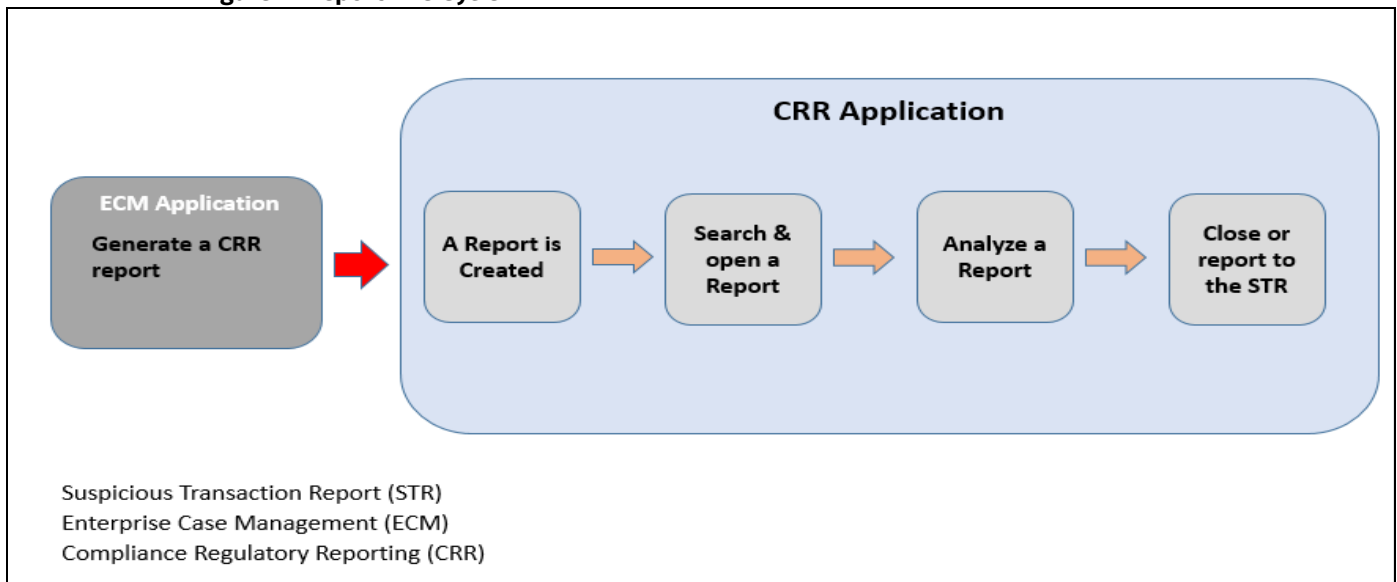 CRR Application
ECM Application
Generate a CRR
report
A Report is
Created
Search &
open a
Report
Analyze a
Report
Close or
report to
the STR
Suspicious Transaction Report (STR)
Enterprise Case Management (ECM)
Compliance Regulatory Reporting (CRR)